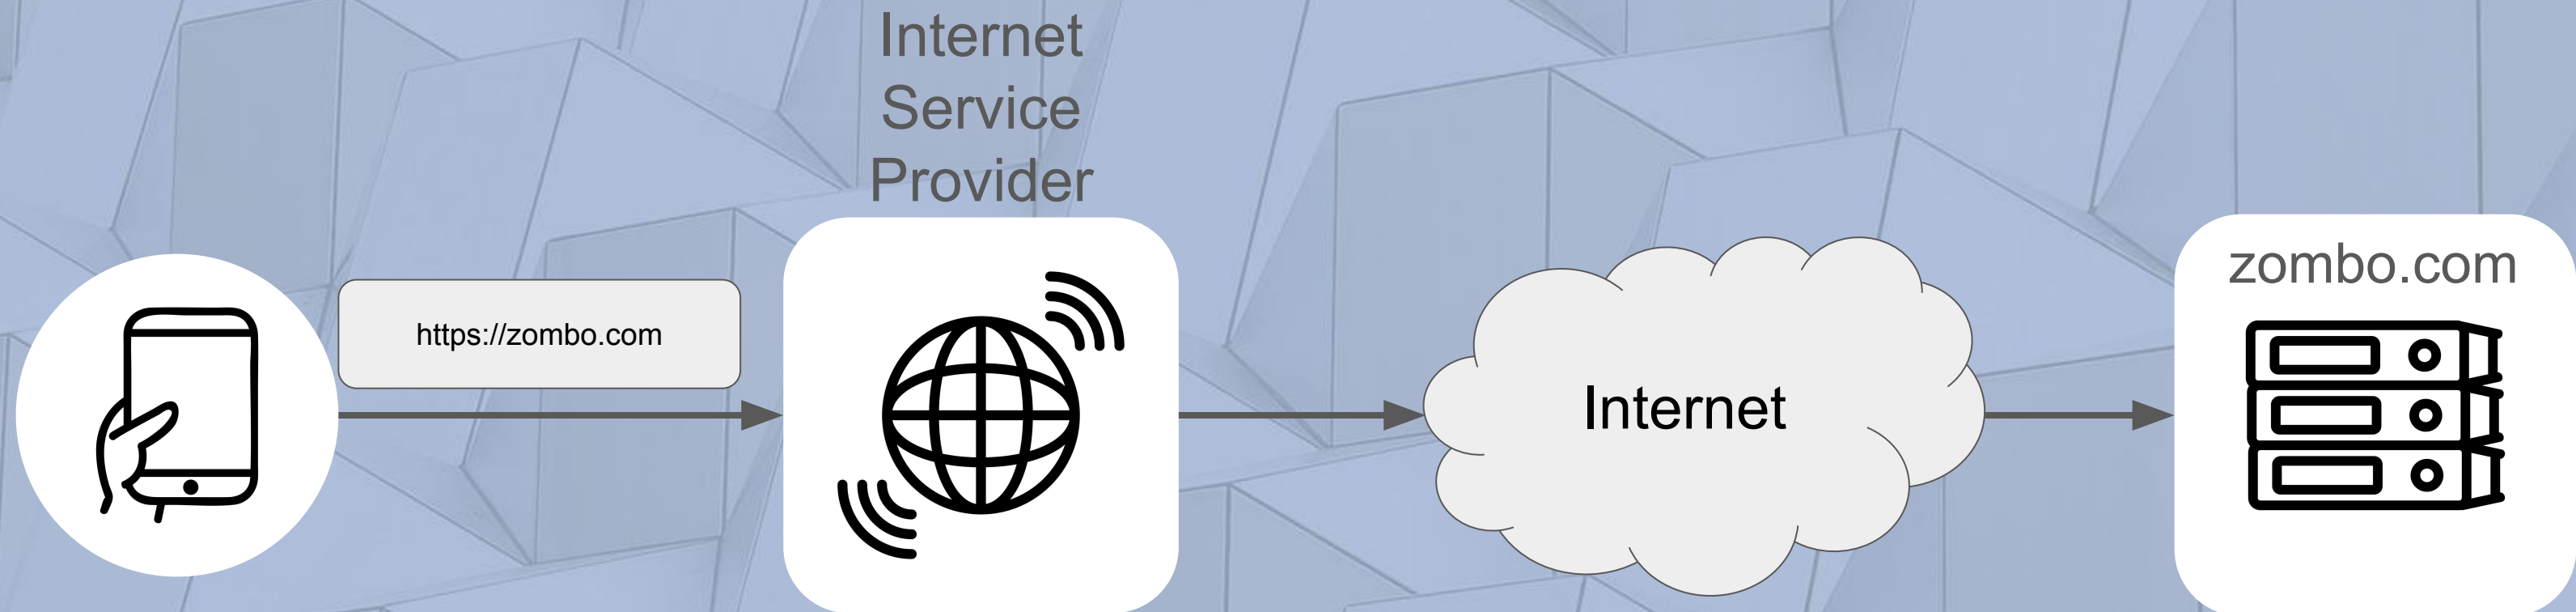 Internet
Service
Provider
https://zombo.com
Internet
zombo.com